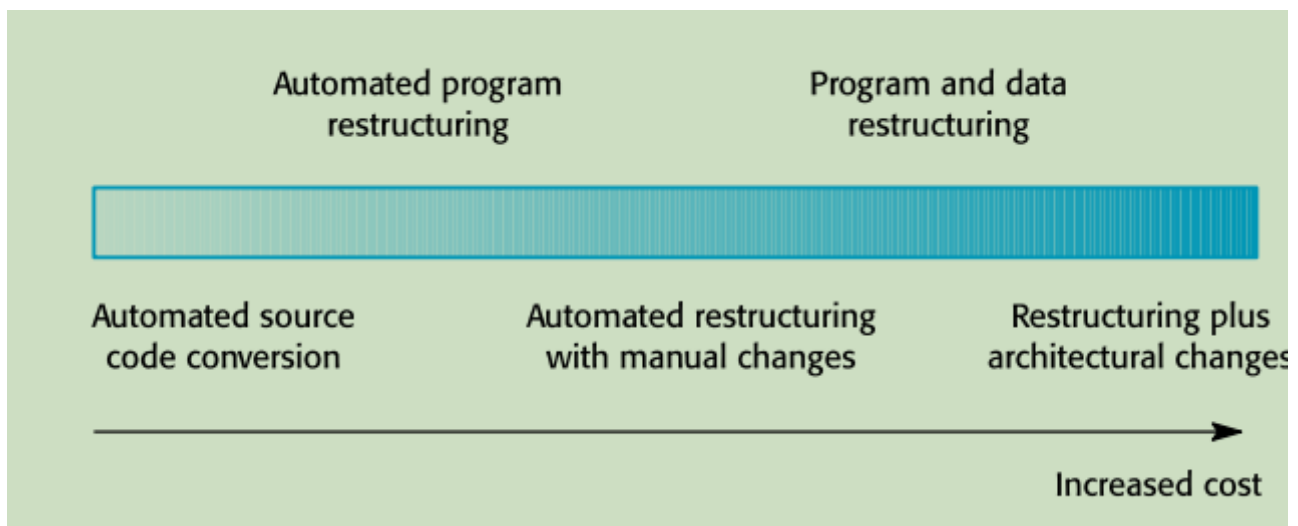 Automated program
restructuring
Program and data
restructuring
Automated source
code conversion
Automated restructuring
with manual changes
Restructuring plus
architectural changes
Increased cost